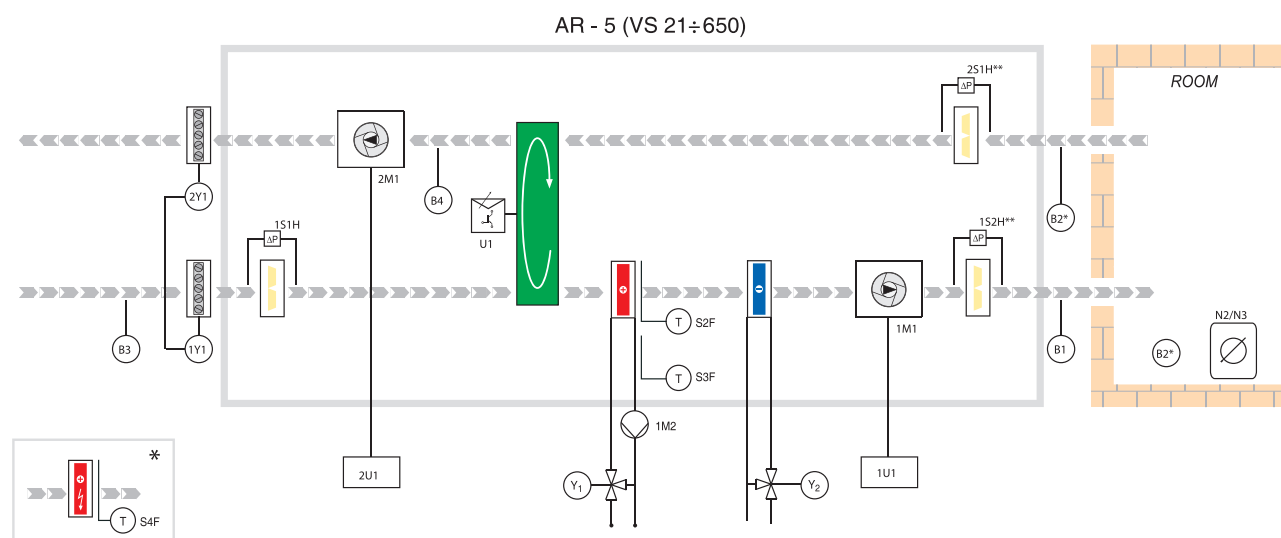 AR - 5 (VS 21÷650)
2S1H**
ΔP
ROOM
2M1
2Y1
B4
U1
B2*
1S1H
ΔP
1S2H**
ΔP
S2F
T
S3F
T
1M1
N2/N3
B3
1Y1
B1
B2*
1M2
*
2U1
1U1
Y1
Y2
T
S4F